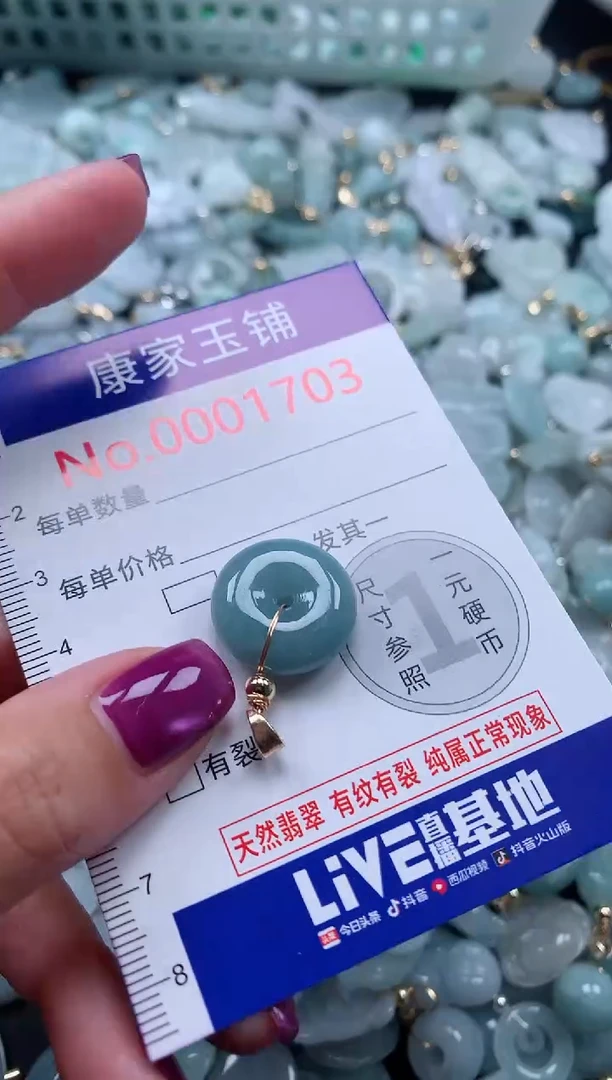 康家玉铺
No.0001703
2
每单数量
3
每单价格
发其一
4
尺寸参照
1
一元硬币
有裂
天然翡翠 有纹有裂 纯属正常现象
LiVE直播基地
7
头条 今日头条 抖音 西瓜视频 抖音火山版
8